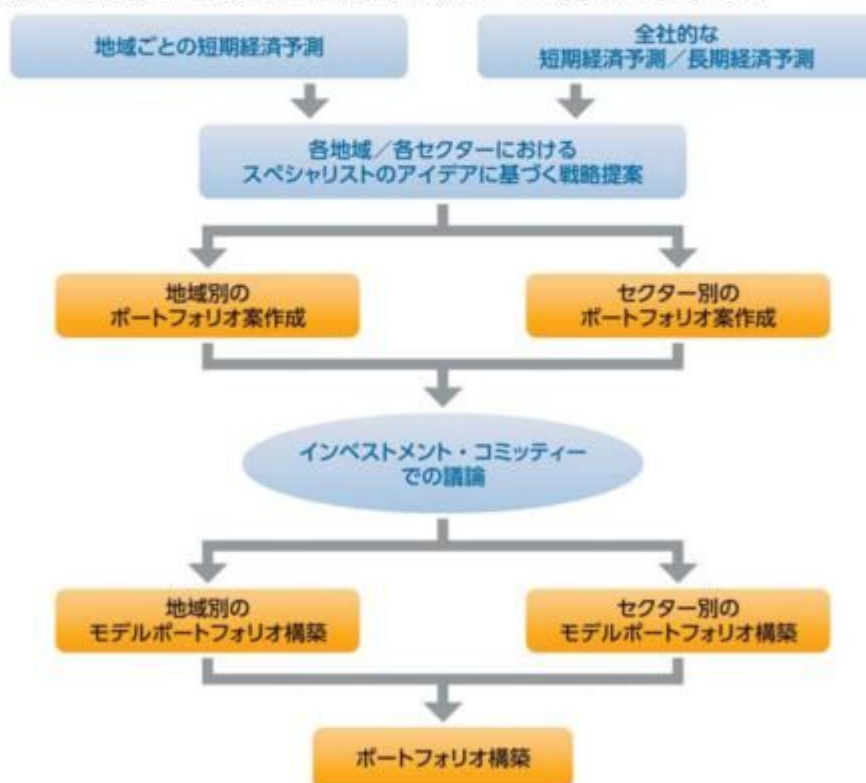 地域ごとの短期経済予測
全社的な
短期経済予測／長期経済予測
各地域／各セクターにおける
スペシャリストのアイデアに基づく戦略提案
地域別の
ポートフォリオ案作成
セクター別の
ポートフォリオ案作成
インベストメント・コミッティー
での議論
地域別の
モデルポートフォリオ構築
セクター別の
モデルポートフォリオ構築
ポートフォリオ構築